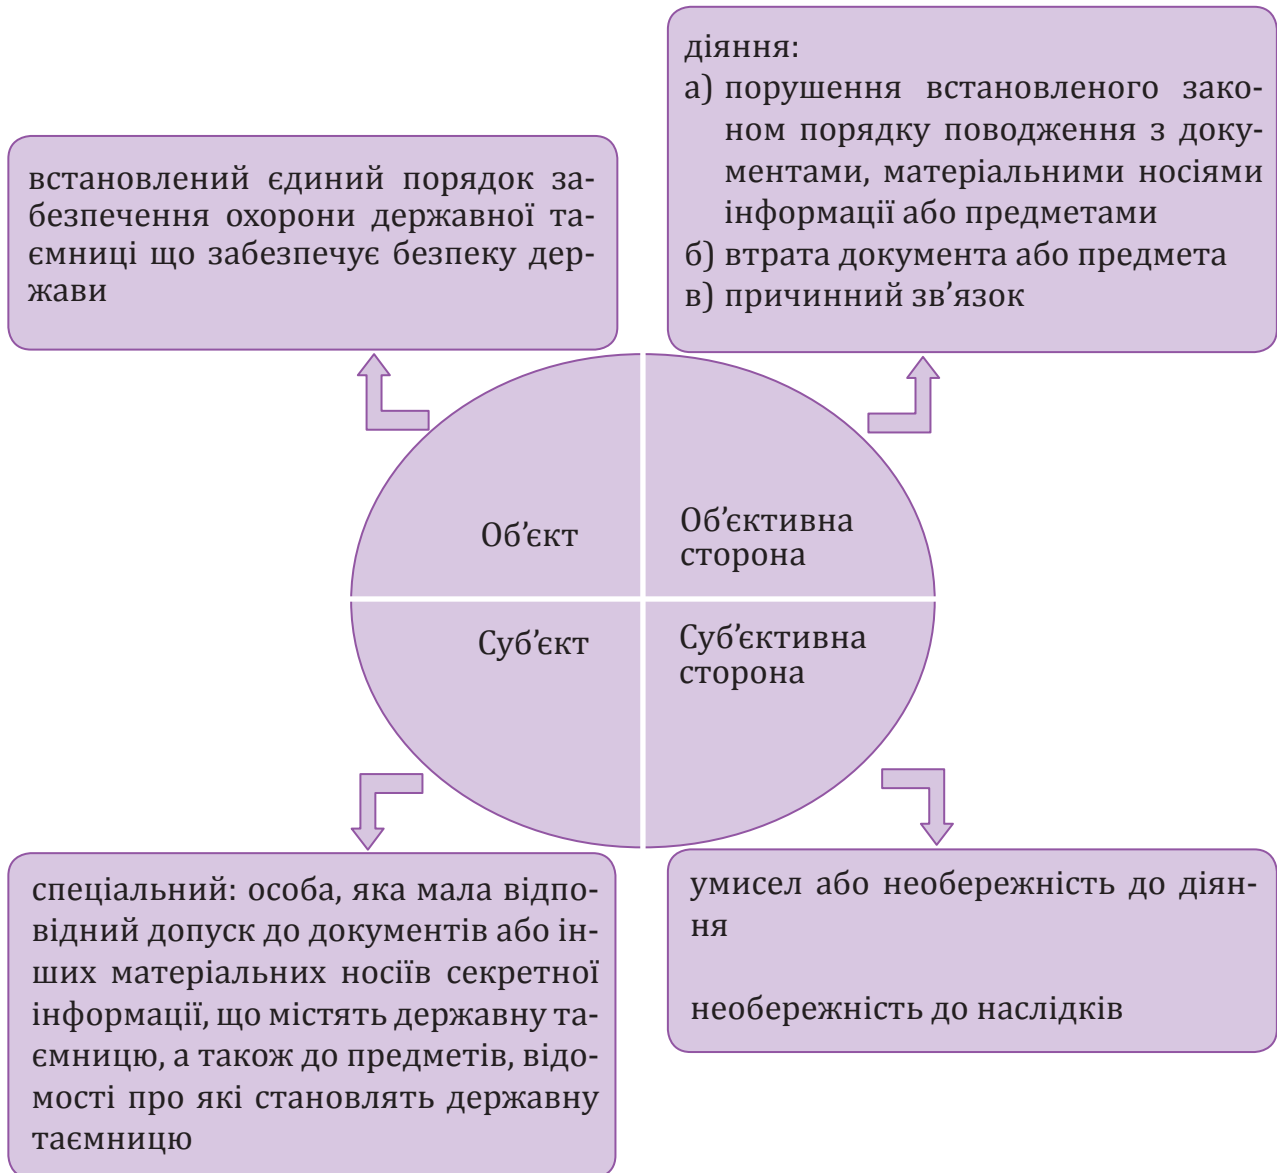 встановлений єдиний порядок за-
безпечення охорони державної та-
ємниці що забезпечує безпеку дер-
жави
діяння:
а) порушення встановленого зако-
ном порядку поводження з доку-
ментами, матеріальними носіями
інформації або предметами
б) втрата документа або предмета
в) причинний зв’язок
Об’єкт
Об’єктивна
сторона
Суб’єкт
Суб’єктивна
сторона
спеціальний: особа, яка мала відпо-
відний допуск до документів або ін-
ших матеріальних носіїв секретної
інформації, що містять державну та-
ємницю, а також до предметів, відо-
мості про які становлять державну
таємницю
умисел або необережність до діян-
ня
необережність до наслідків